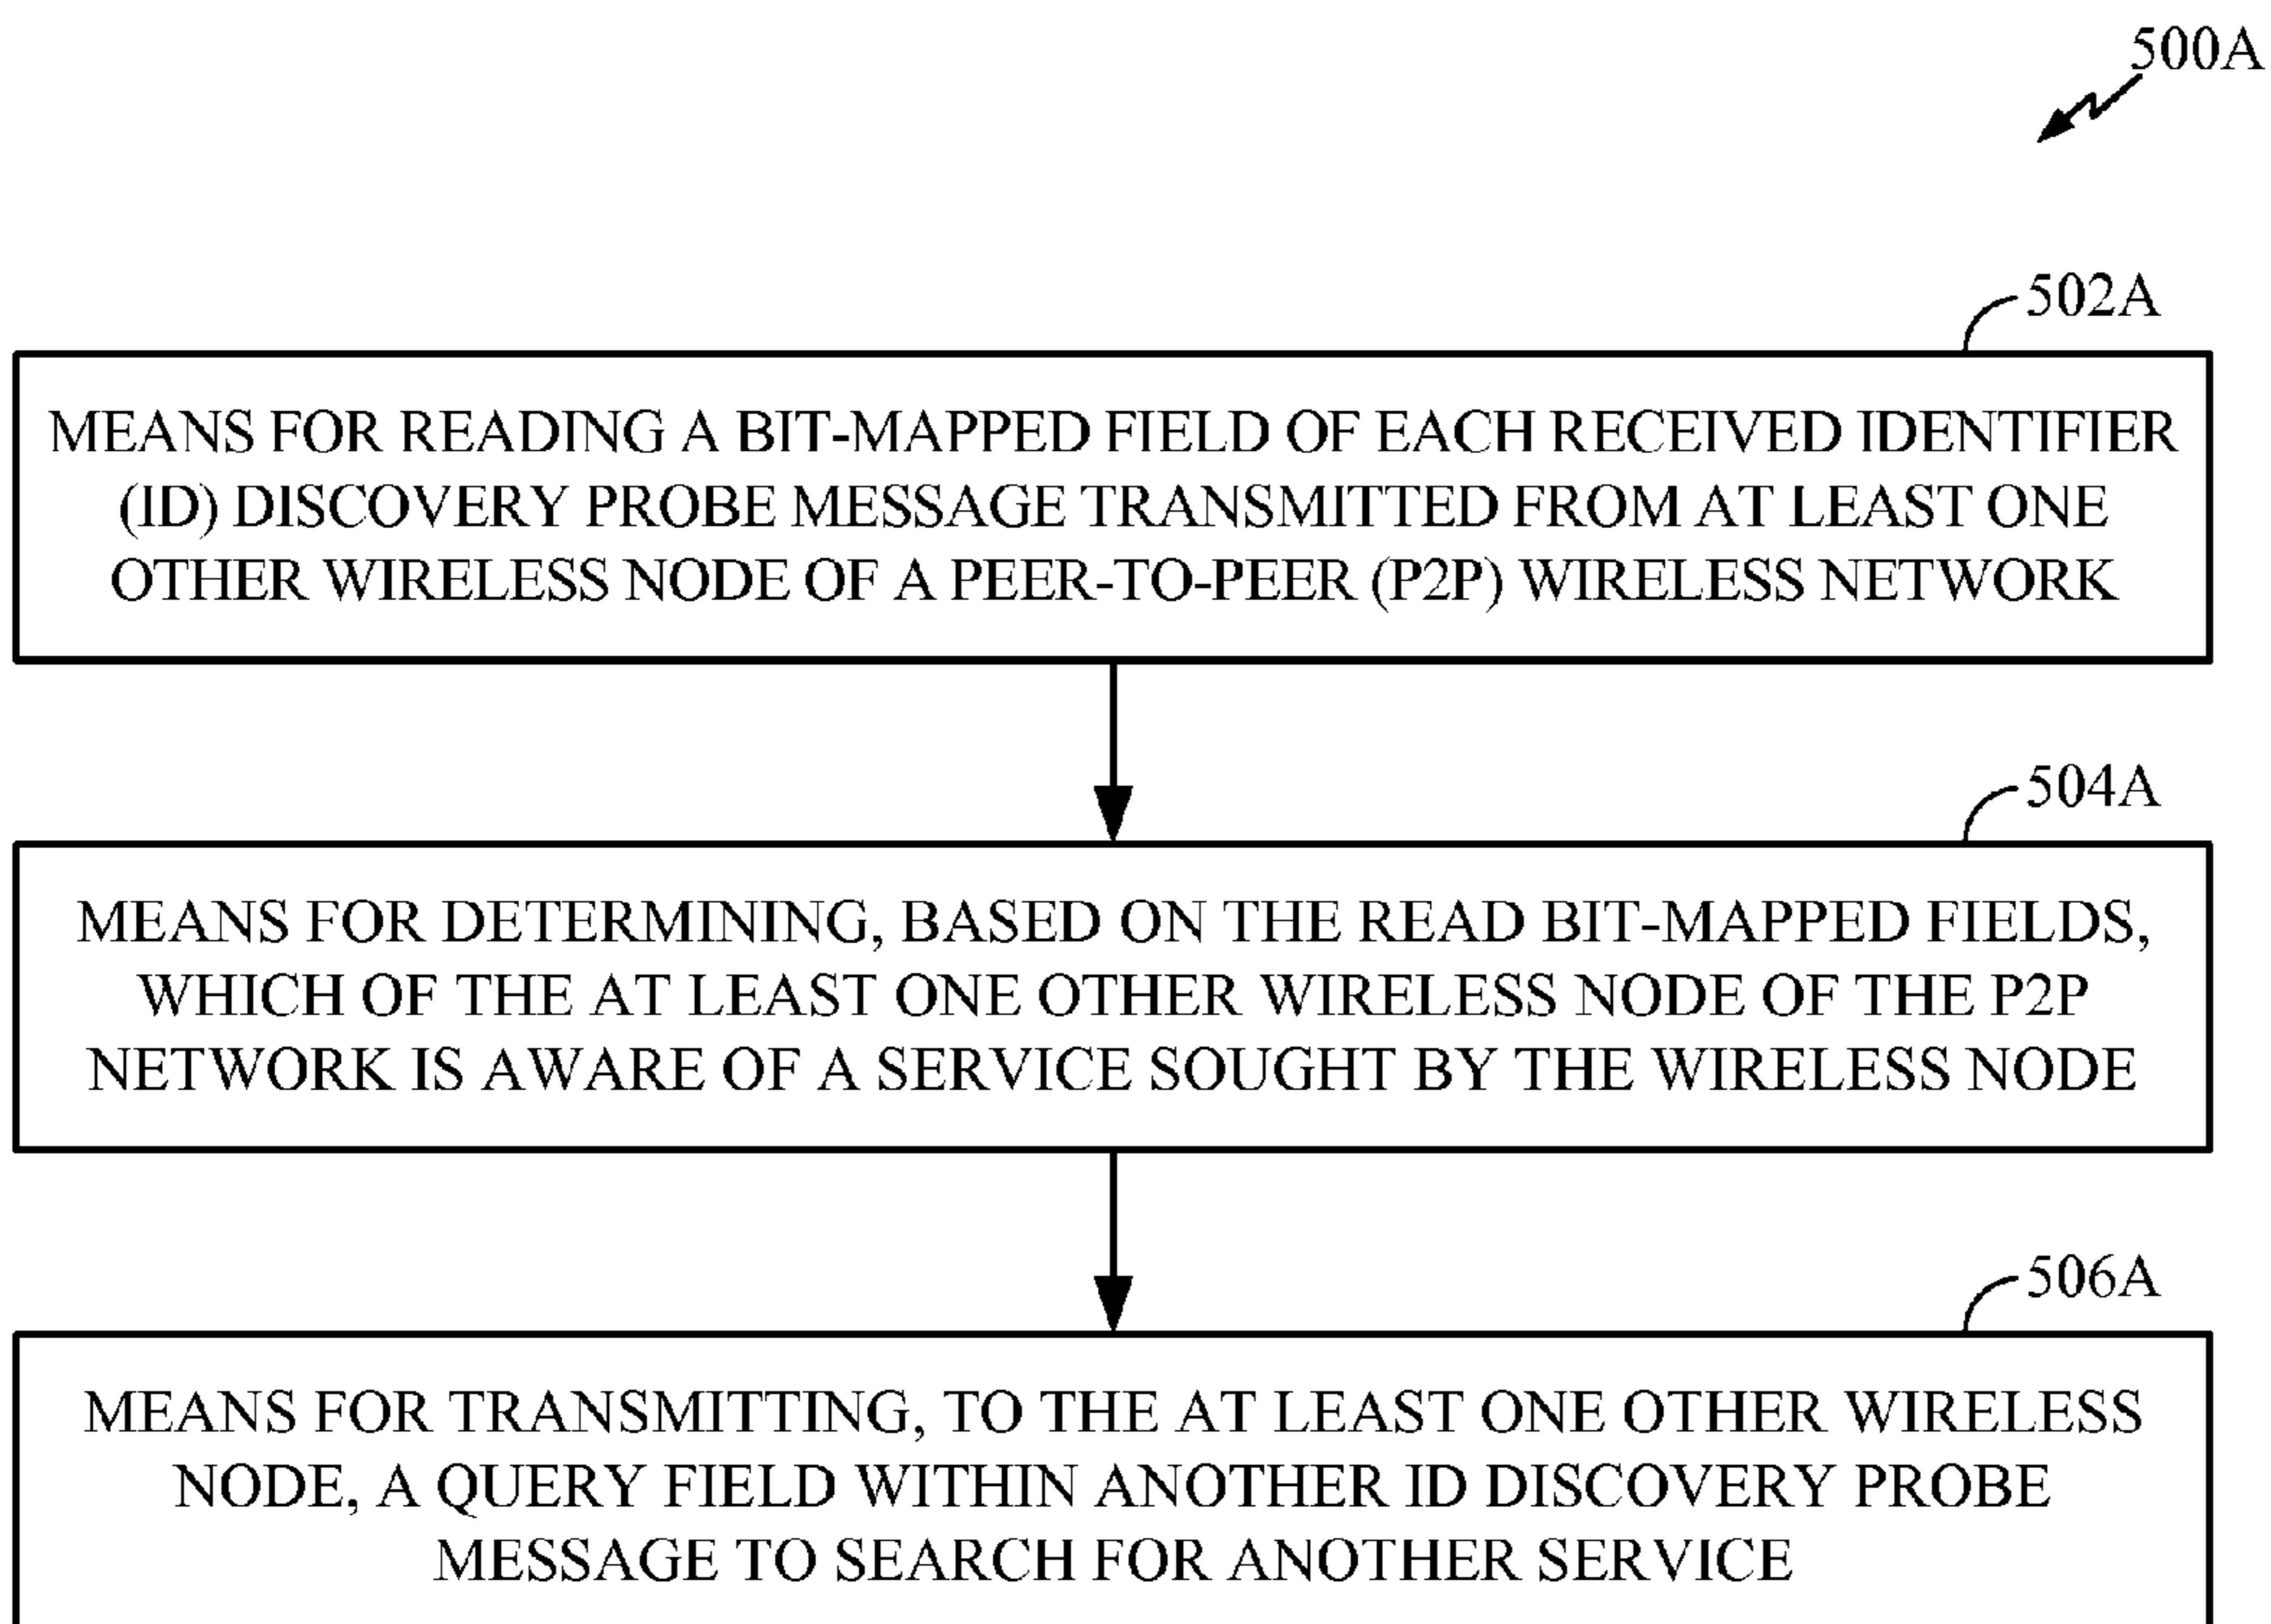 500A
502A
MEANS FOR READING A BIT-MAPPED FIELD OF EACH RECEIVED IDENTIFIER
(ID) DISCOVERY PROBE MESSAGE TRANSMITTED FROM AT LEAST ONE
OTHER WIRELESS NODE OF A PEER-TO-PEER (P2P) WIRELESS NETWORK
504A
MEANS FOR DETERMINING, BASED ON THE READ BIT-MAPPED FIELDS,
WHICH OF THE AT LEAST ONE OTHER WIRELESS NODE OF THE P2P
NETWORK IS AWARE OF A SERVICE SOUGHT BY THE WIRELESS NODE
506A
MEANS FOR TRANSMITTING, TO THE AT LEAST ONE OTHER WIRELESS
NODE, A QUERY FIELD WITHIN ANOTHER ID DISCOVERY PROBE
MESSAGE TO SEARCH FOR ANOTHER SERVICE